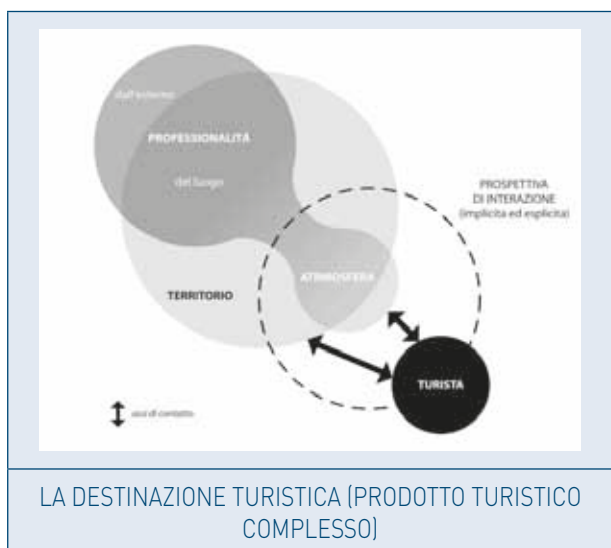 dall'esterno
PROFESSIONALITÀ
del luogo
PROSPETTIVA
DI INTERAZIONE
(implicita ed esplicita)
ATMOSFERA
TERRITORIO
TURISTA
assi di contatto
LA DESTINAZIONE TURISTICA (PRODOTTO TURISTICO
COMPLESSO)